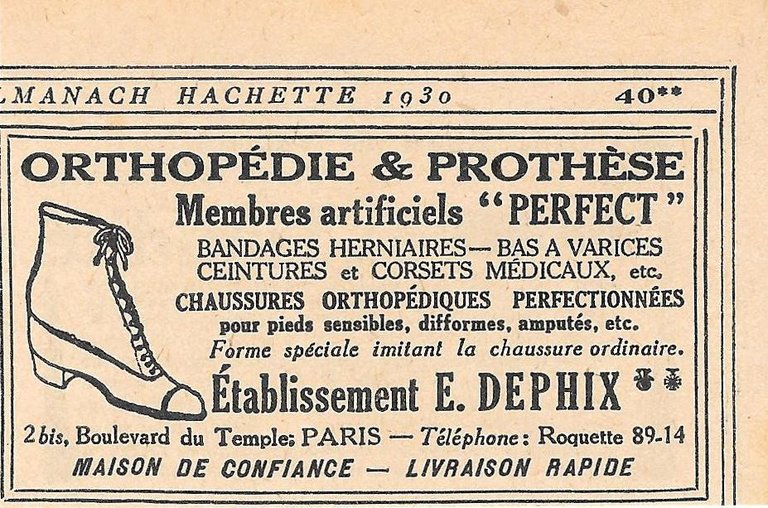 LMANACH HACHETTE 1930 40**
ORTHOPÉDIE & PROTHÈSE
Membres artificiels "PERFECT"
BANDAGES HERNIAIRES — BAS A VARICES
CEINTURES et CORSETS MÉDICAUX, etc.
CHAUSSURES ORTHOPÉDIQUES PERFECTIONNÉES
pour pieds sensibles, difformes, amputés, etc.
Forme spéciale imitant la chaussure ordinaire.
Établissement E. DEPHIX
2 bis, Boulevard du Temple; PARIS — Téléphone: Roquette 89-14
MAISON DE CONFIANCE — LIVRAISON RAPIDE